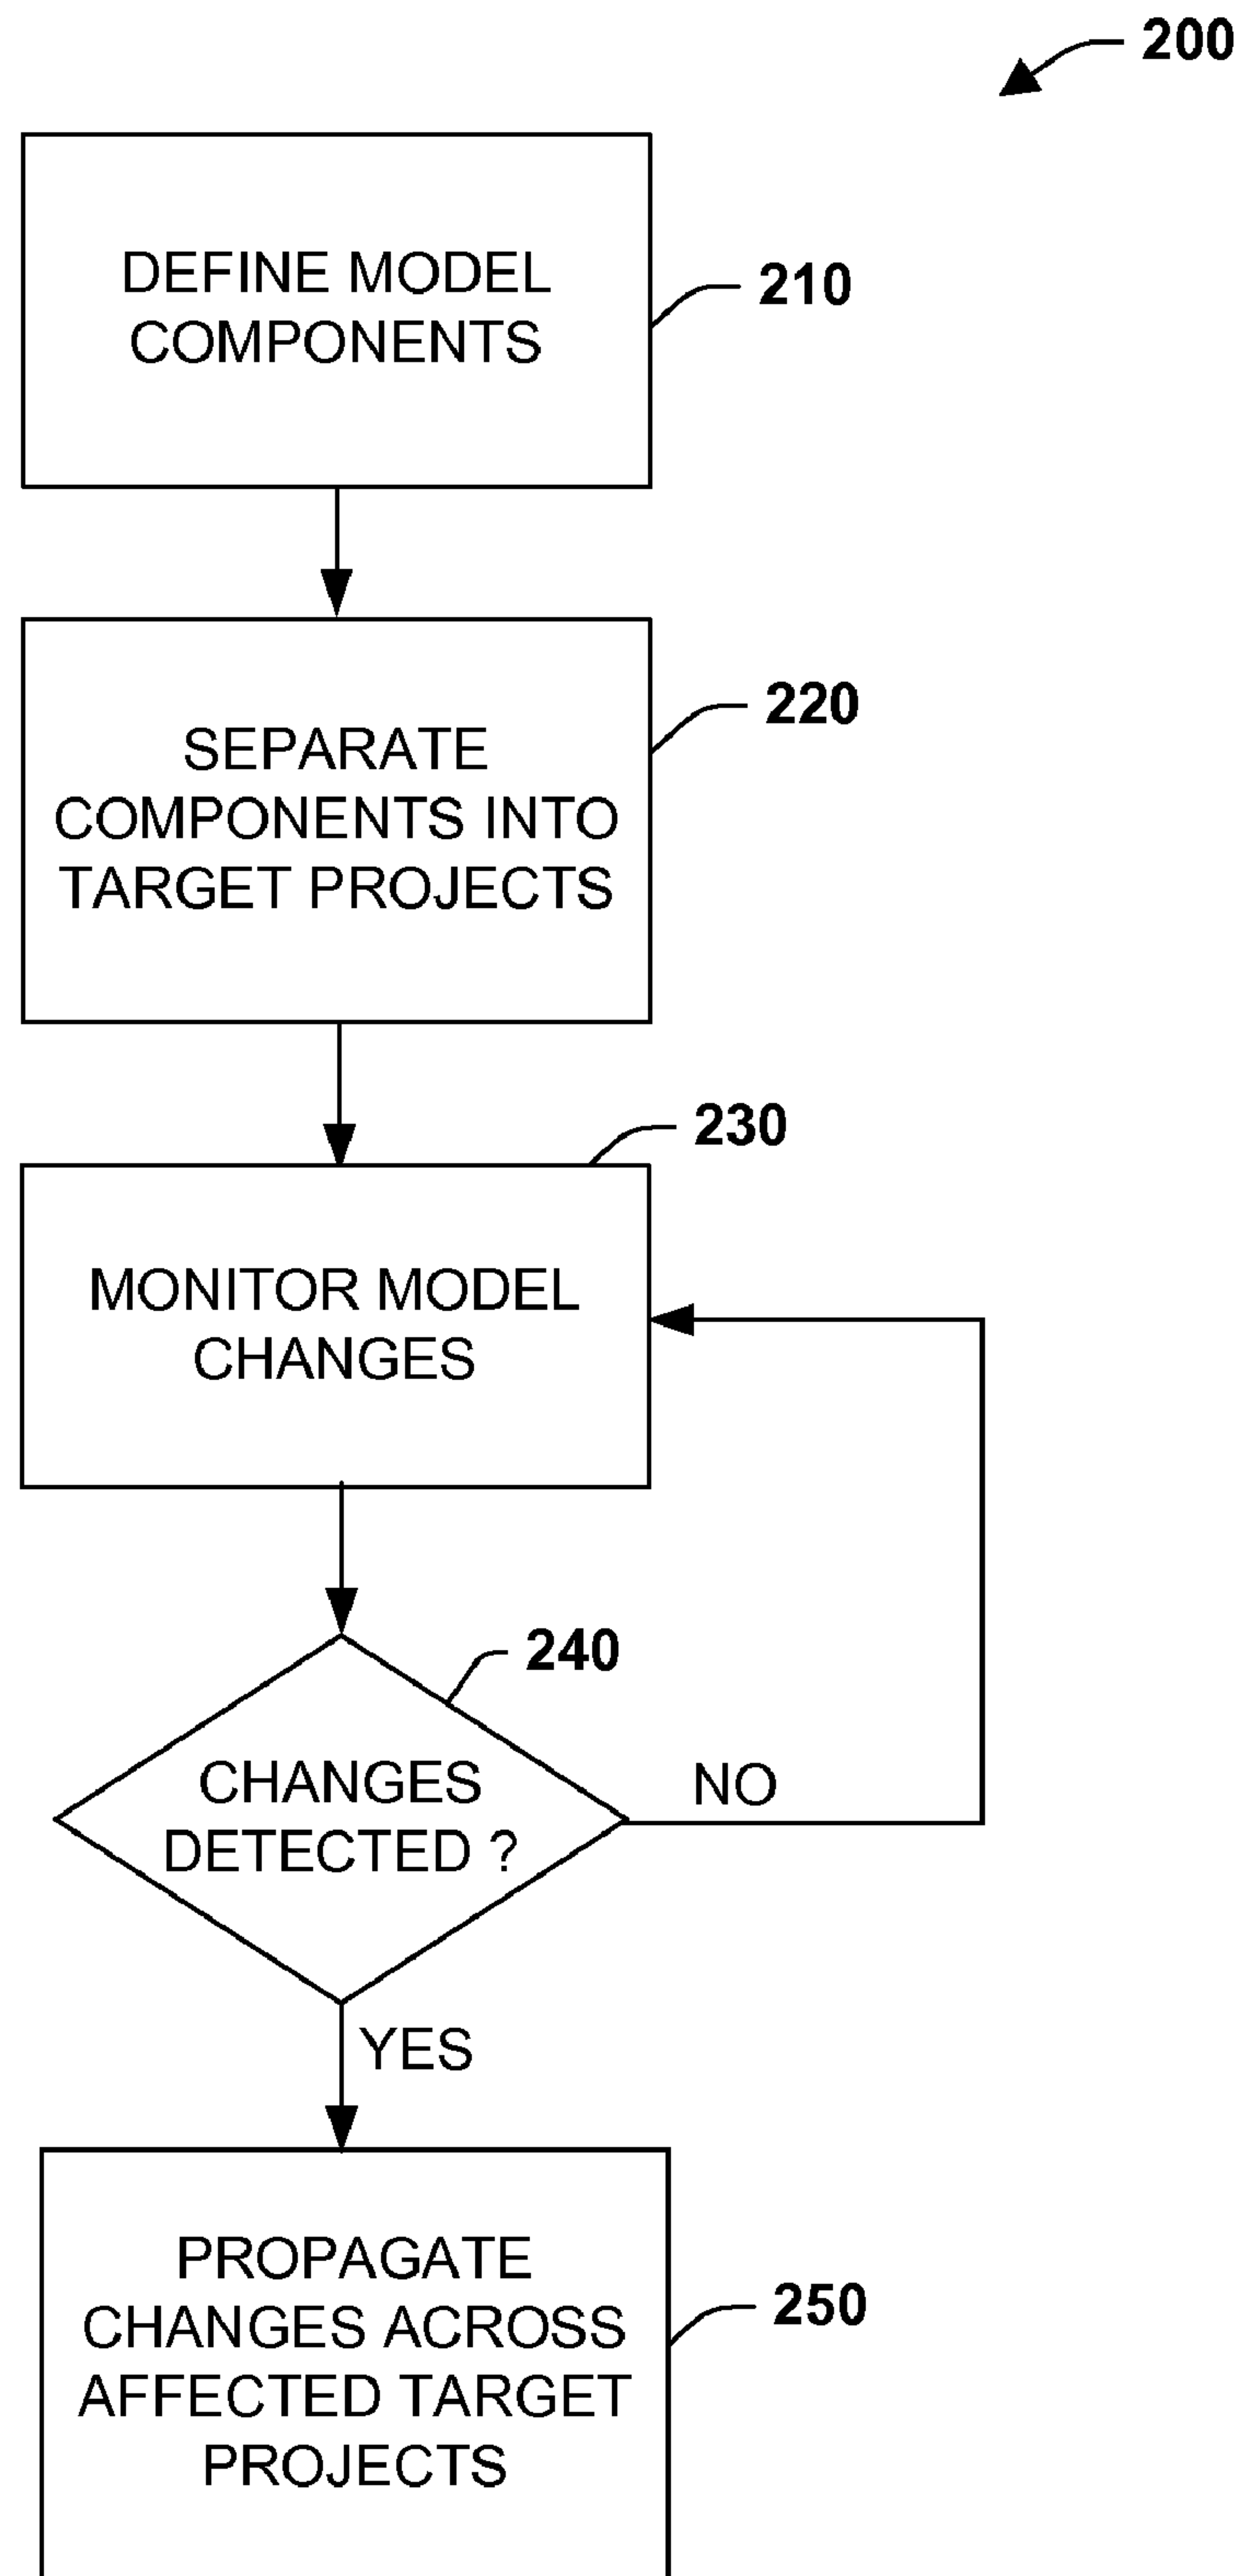 200
DEFINE MODEL
COMPONENTS
210
SEPARATE
COMPONENTS INTO
TARGET PROJECTS
220
230
MONITOR MODEL
CHANGES
240
CHANGES
DETECTED ?
NO
YES
PROPAGATE
CHANGES ACROSS
AFFECTED TARGET
PROJECTS
250